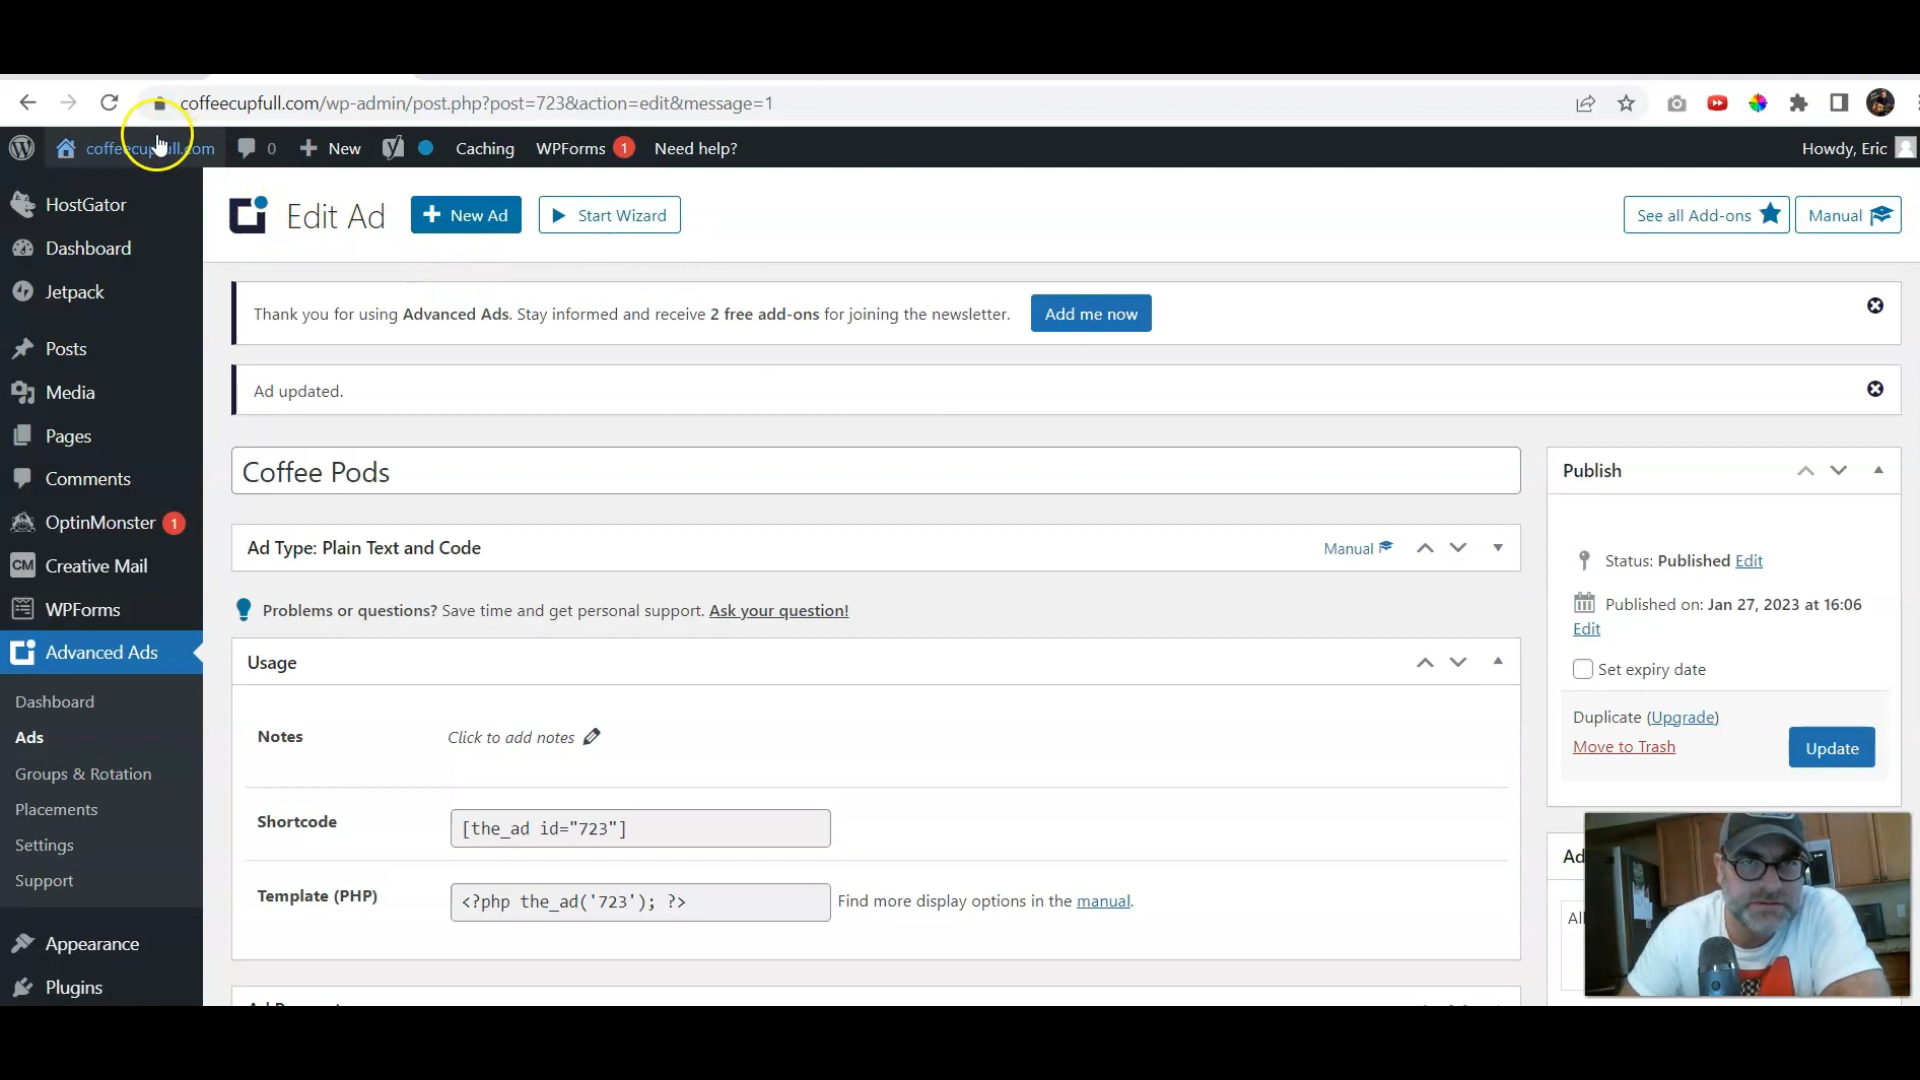 coffeecupfull.com/wp-admin/post.php?post=723&action=edit&message=1
coffeecupfull.com
0
New
Caching
WPForms 1
Need help?
Howdy, Eric
HostGator
Dashboard
Jetpack
Posts
Media
Pages
Comments
OptinMonster 1
CM Creative Mail
WPForms
Advanced Ads
Dashboard
Ads
Groups & Rotation
Placements
Settings
Support
Appearance
Plugins
Edit Ad
New Ad
Start Wizard
See all Add-ons
Manual
Thank you for using Advanced Ads. Stay informed and receive 2 free add-ons for joining the newsletter.
Add me now
Ad updated.
Coffee Pods
Ad Type: Plain Text and Code
Manual
Problems or questions? Save time and get personal support. Ask your question!
Usage
Notes
Click to add notes
Shortcode
[the_ad id="723"]
Template (PHP)
<?php the_ad('723'); ?>
Find more display options in the manual.
Publish
Status: Published Edit
Published on: Jan 27, 2023 at 16:06
Edit
Set expiry date
Duplicate (Upgrade)
Move to Trash
Update